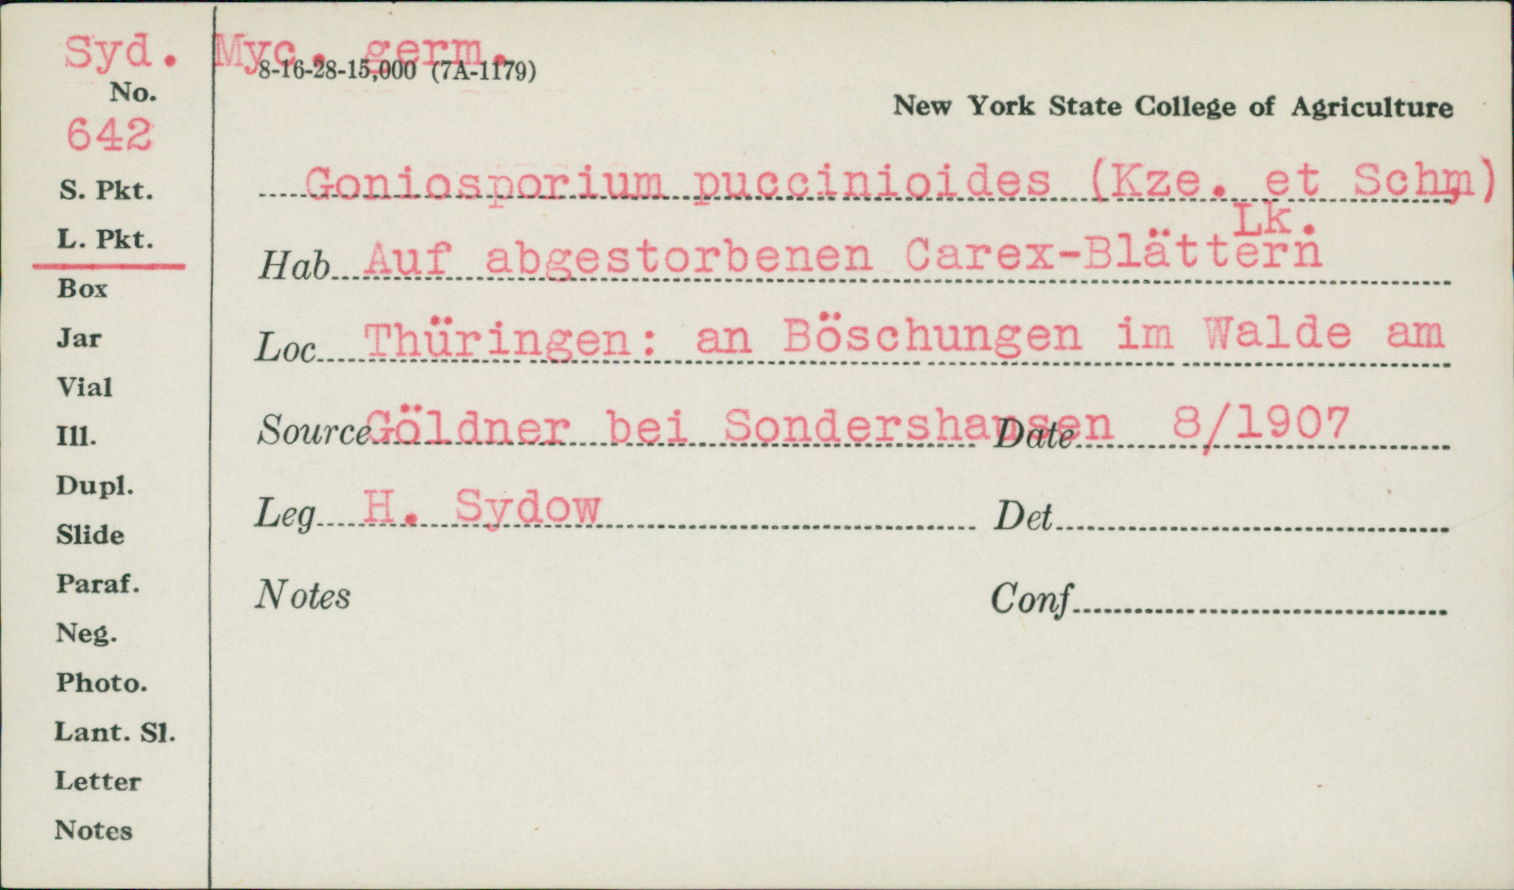 Syd. Myc. germ.
8-16-28-15,000 (7A-1179)
No.
New York State College of Agriculture
642
S. Pkt.
Goniosporium puccinioides (Kze. et Schm,)
Lk.
L. Pkt.
Hab Auf abgestorbenen Carex-Blättern
Box
Jar
Loc Thüringen: an Böschungen im Walde am
Vial
Ill.
Source Göldner bei Sondershausen Date 8/1907
Dupl.
Slide
Leg H. Sydow Det
Paraf.
Notes Conf
Neg.
Photo.
Lant. Sl.
Letter
Notes